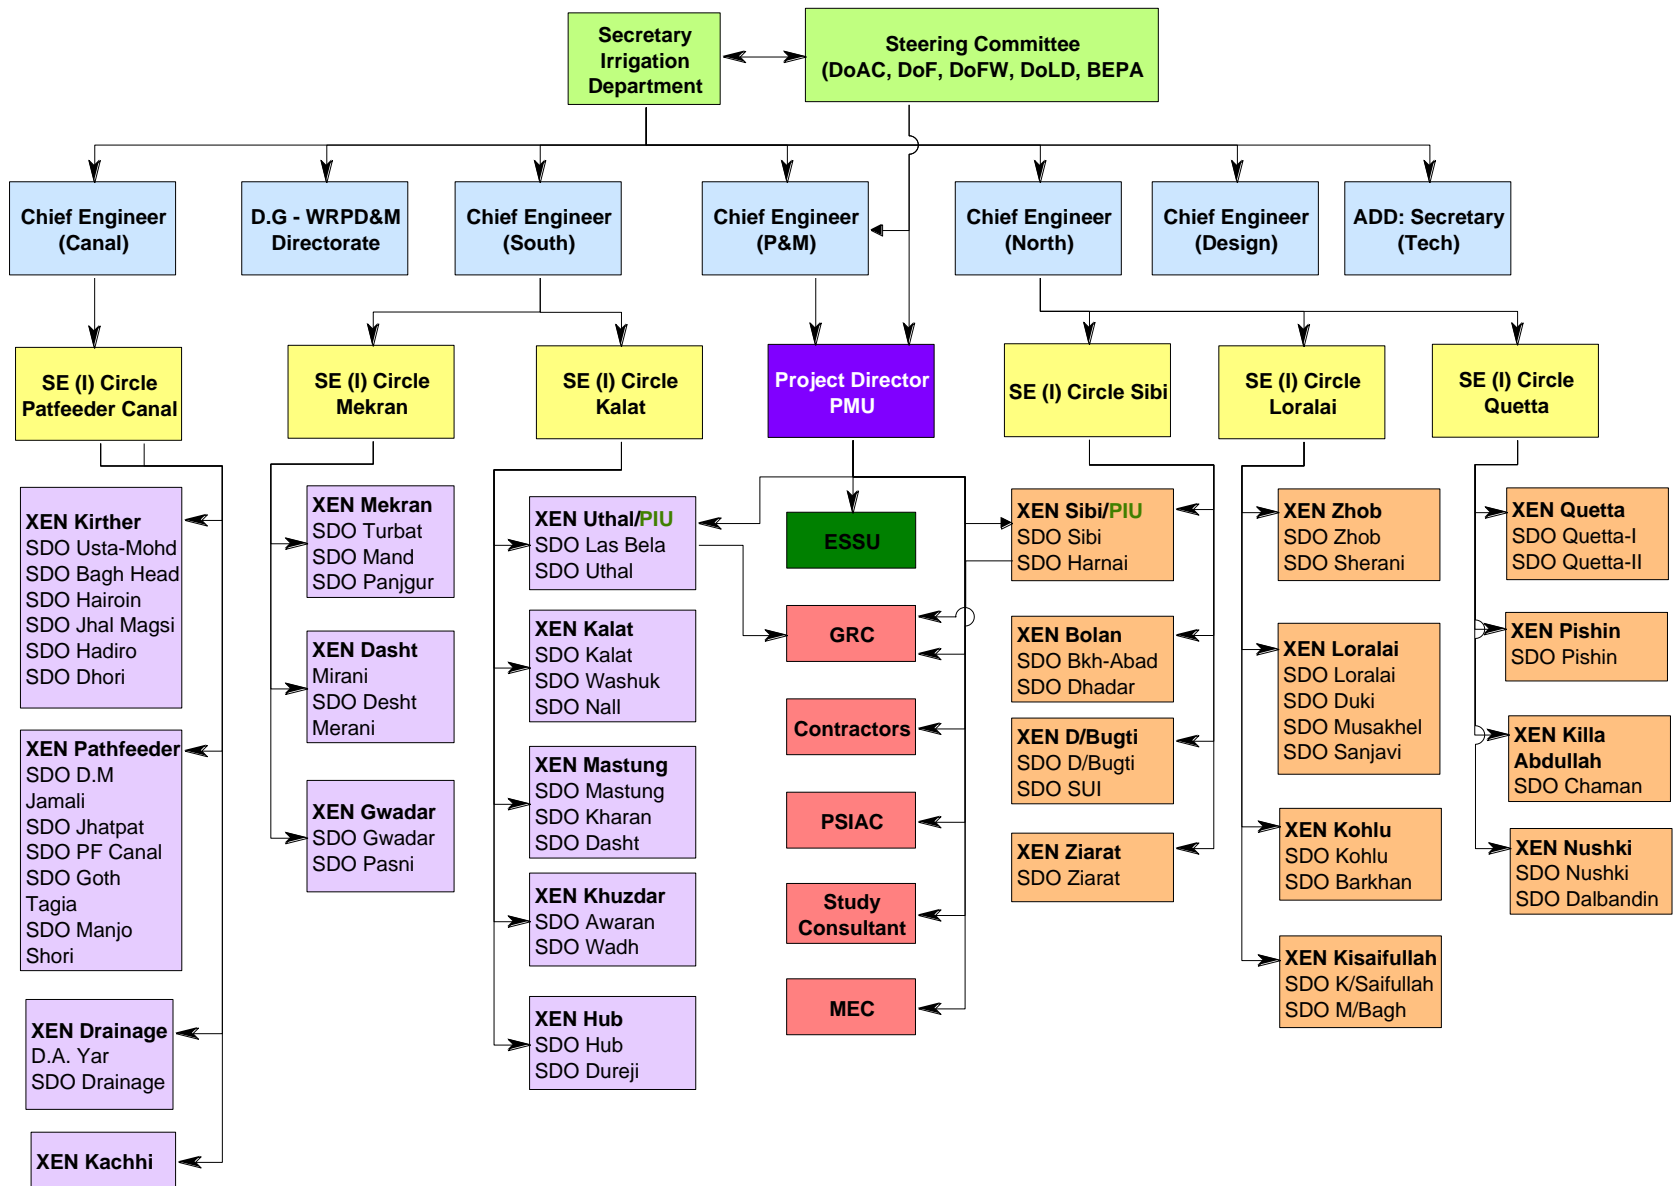 Secretary
Irrigation
Department
Steering Committee
(DoAC, DoF, DoFW, DoLD, BEPA
Chief Engineer
(Canal)
D.G - WRPD&M
Directorate
Chief Engineer
(South)
Chief Engineer
(P&M)
Chief Engineer
(North)
Chief Engineer
(Design)
ADD: Secretary
(Tech)
SE (I) Circle
Patfeeder Canal
SE (I) Circle
Mekran
SE (I) Circle
Kalat
Project Director
PMU
SE (I) Circle Sibi
SE (I) Circle
Loralai
SE (I) Circle
Quetta
XEN Kirther
SDO Usta-Mohd
SDO Bagh Head
SDO Hairoin
SDO Jhal Magsi
SDO Hadiro
SDO Dhori
XEN Pathfeeder
SDO D.M
Jamali
SDO Jhatpat
SDO PF Canal
SDO Goth
Tagia
SDO Manjo
Shori
XEN Drainage
D.A. Yar
SDO Drainage
XEN Kachhi
XEN Mekran
SDO Turbat
SDO Mand
SDO Panjgur
XEN Dasht
Mirani
SDO Desht
Merani
XEN Gwadar
SDO Gwadar
SDO Pasni
XEN Uthal/PIU
SDO Las Bela
SDO Uthal
XEN Kalat
SDO Kalat
SDO Washuk
SDO Nall
XEN Mastung
SDO Mastung
SDO Kharan
SDO Dasht
XEN Khuzdar
SDO Awaran
SDO Wadh
XEN Hub
SDO Hub
SDO Dureji
ESSU
GRC
Contractors
PSIAC
Study
Consultant
MEC
XEN Sibi/PIU
SDO Sibi
SDO Harnai
XEN Bolan
SDO Bkh-Abad
SDO Dhadar
XEN D/Bugti
SDO D/Bugti
SDO SUI
XEN Ziarat
SDO Ziarat
XEN Zhob
SDO Zhob
SDO Sherani
XEN Loralai
SDO Loralai
SDO Duki
SDO Musakhel
SDO Sanjavi
XEN Kohlu
SDO Kohlu
SDO Barkhan
XEN Kisaifullah
SDO K/Saifullah
SDO M/Bagh
XEN Quetta
SDO Quetta-I
SDO Quetta-II
XEN Pishin
SDO Pishin
XEN Killa
Abdullah
SDO Chaman
XEN Nushki
SDO Nushki
SDO Dalbandin